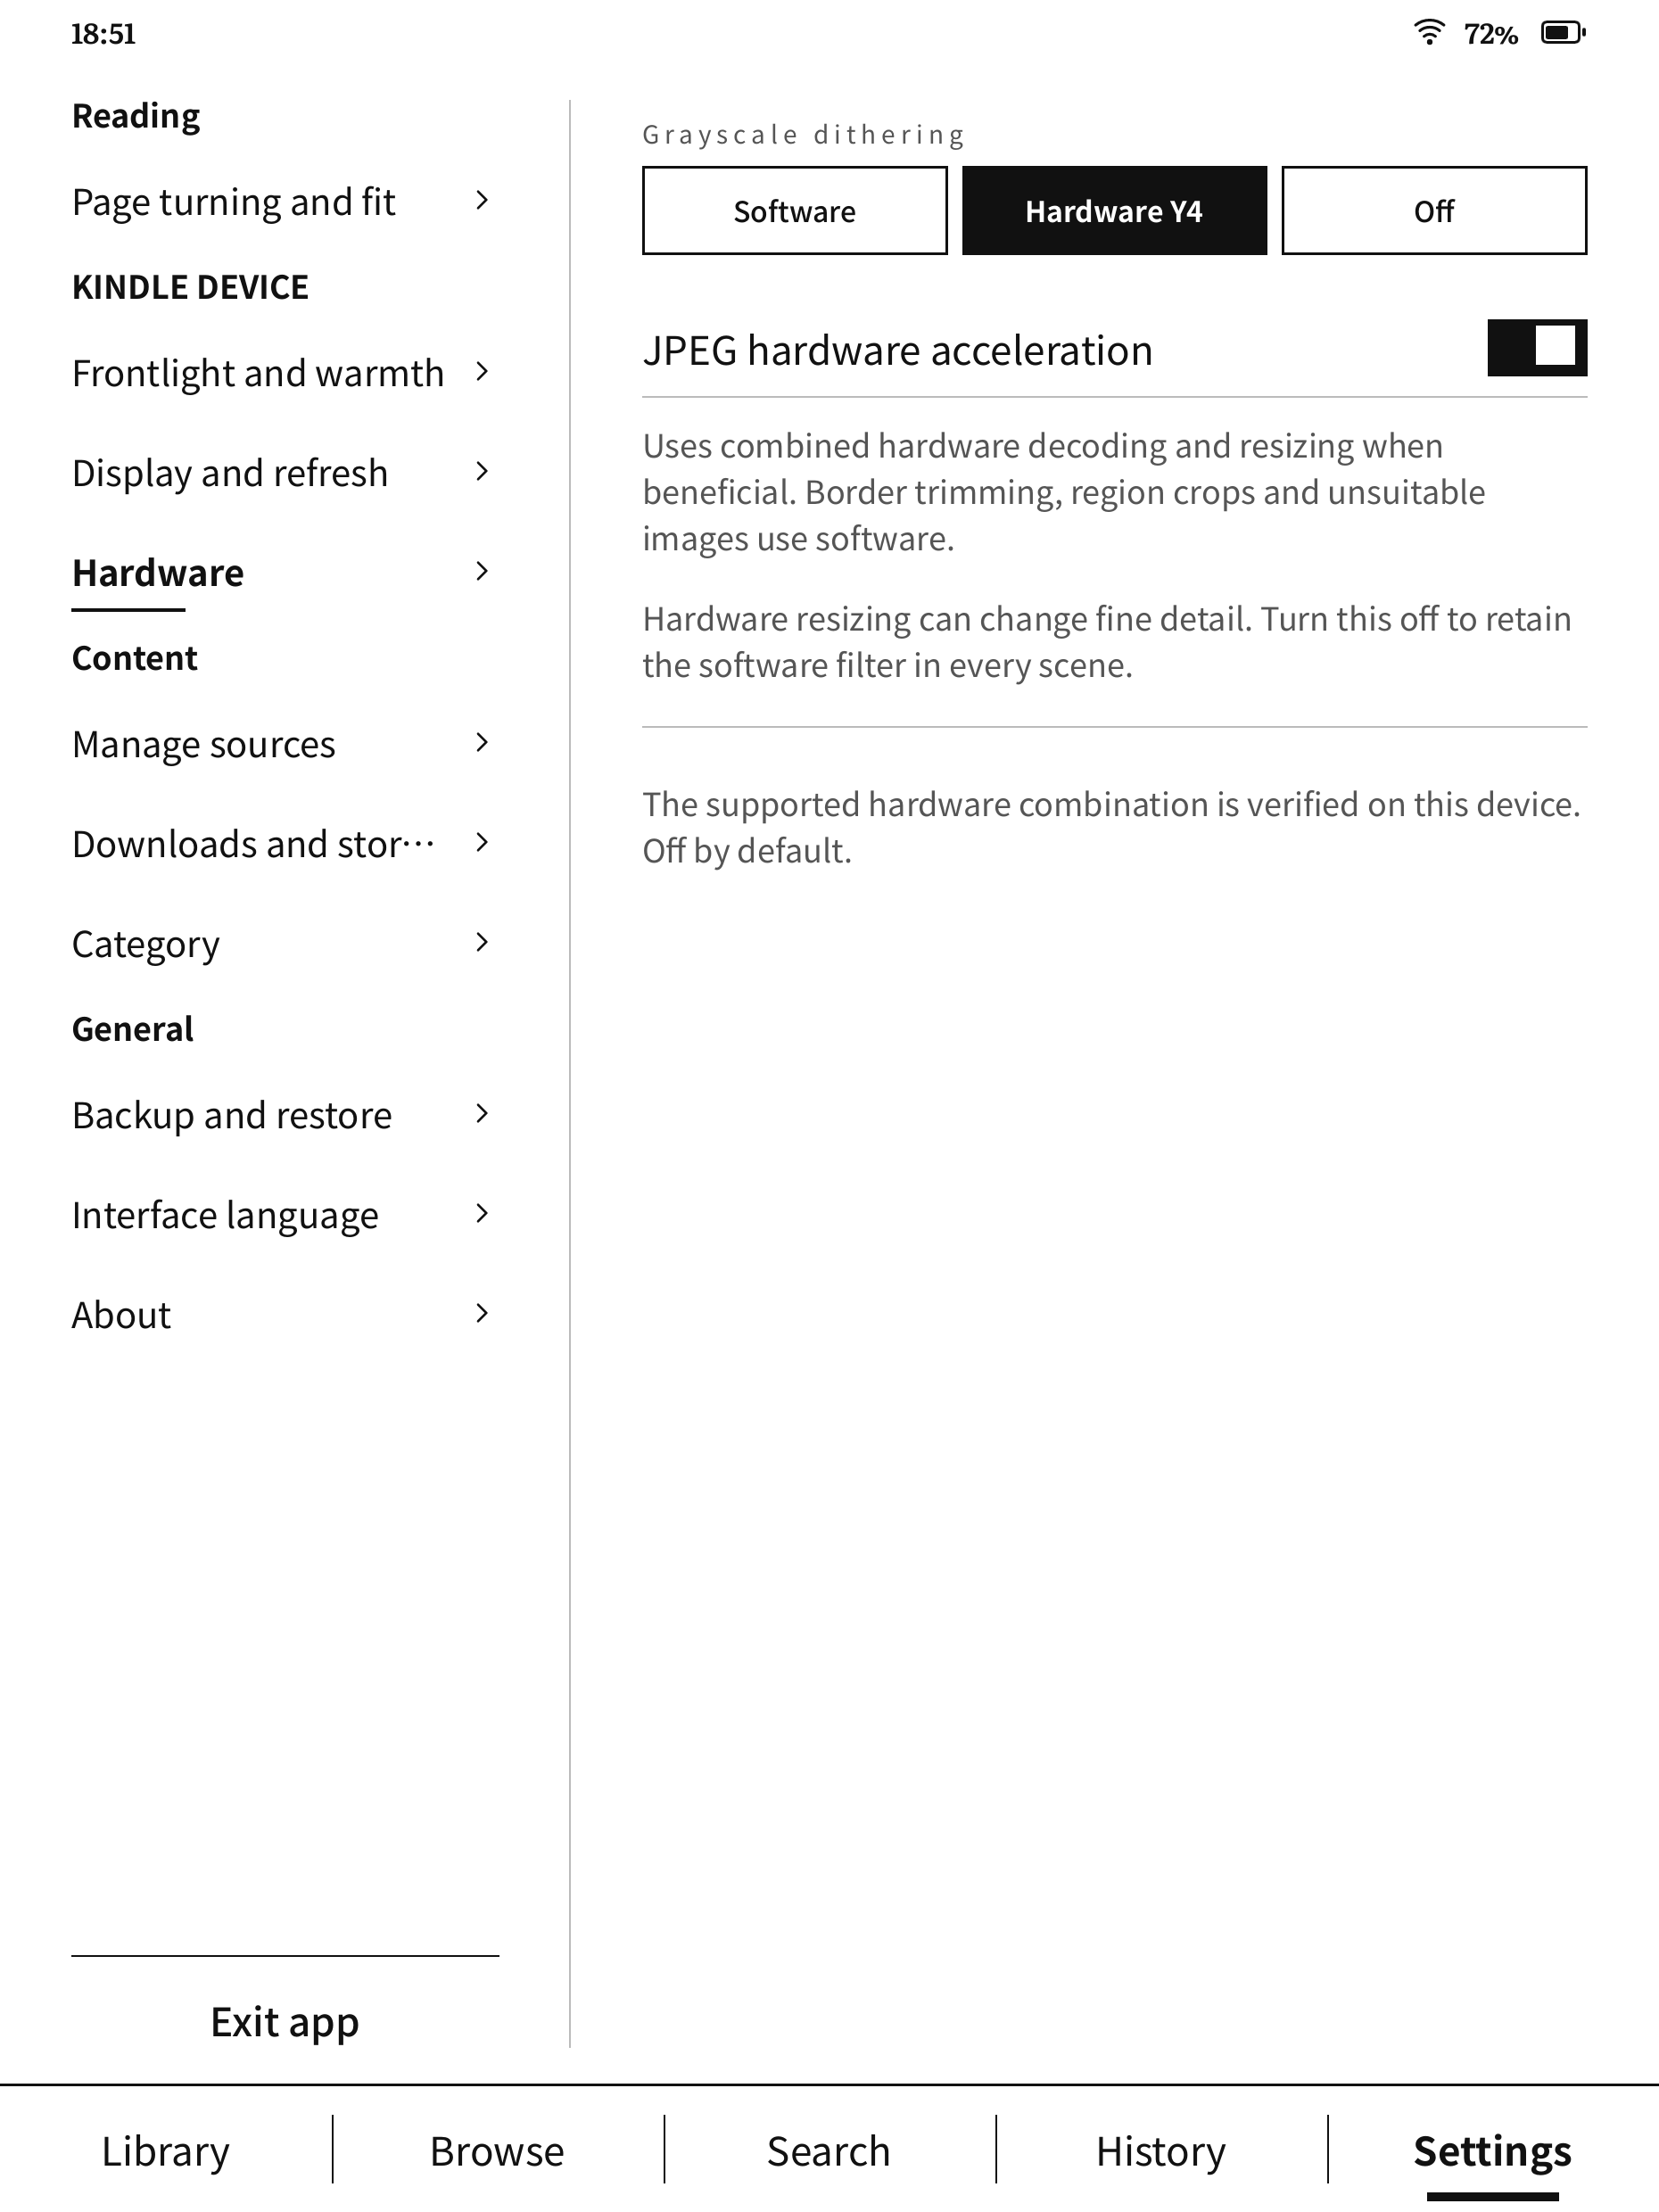 18:51
72%
Reading
Page turning and fit
KINDLE DEVICE
Frontlight and warmth
Display and refresh
Hardware
Content
Manage sources
Downloads and stor···
Category
General
Backup and restore
Interface language
About
Exit app
Grayscale dithering
Software
Hardware Y4
Off
JPEG hardware acceleration
Uses combined hardware decoding and resizing when
beneficial. Border trimming, region crops and unsuitable
images use software.
Hardware resizing can change fine detail. Turn this off to retain
the software filter in every scene.
The supported hardware combination is verified on this device.
Off by default.
Library
Browse
Search
History
Settings